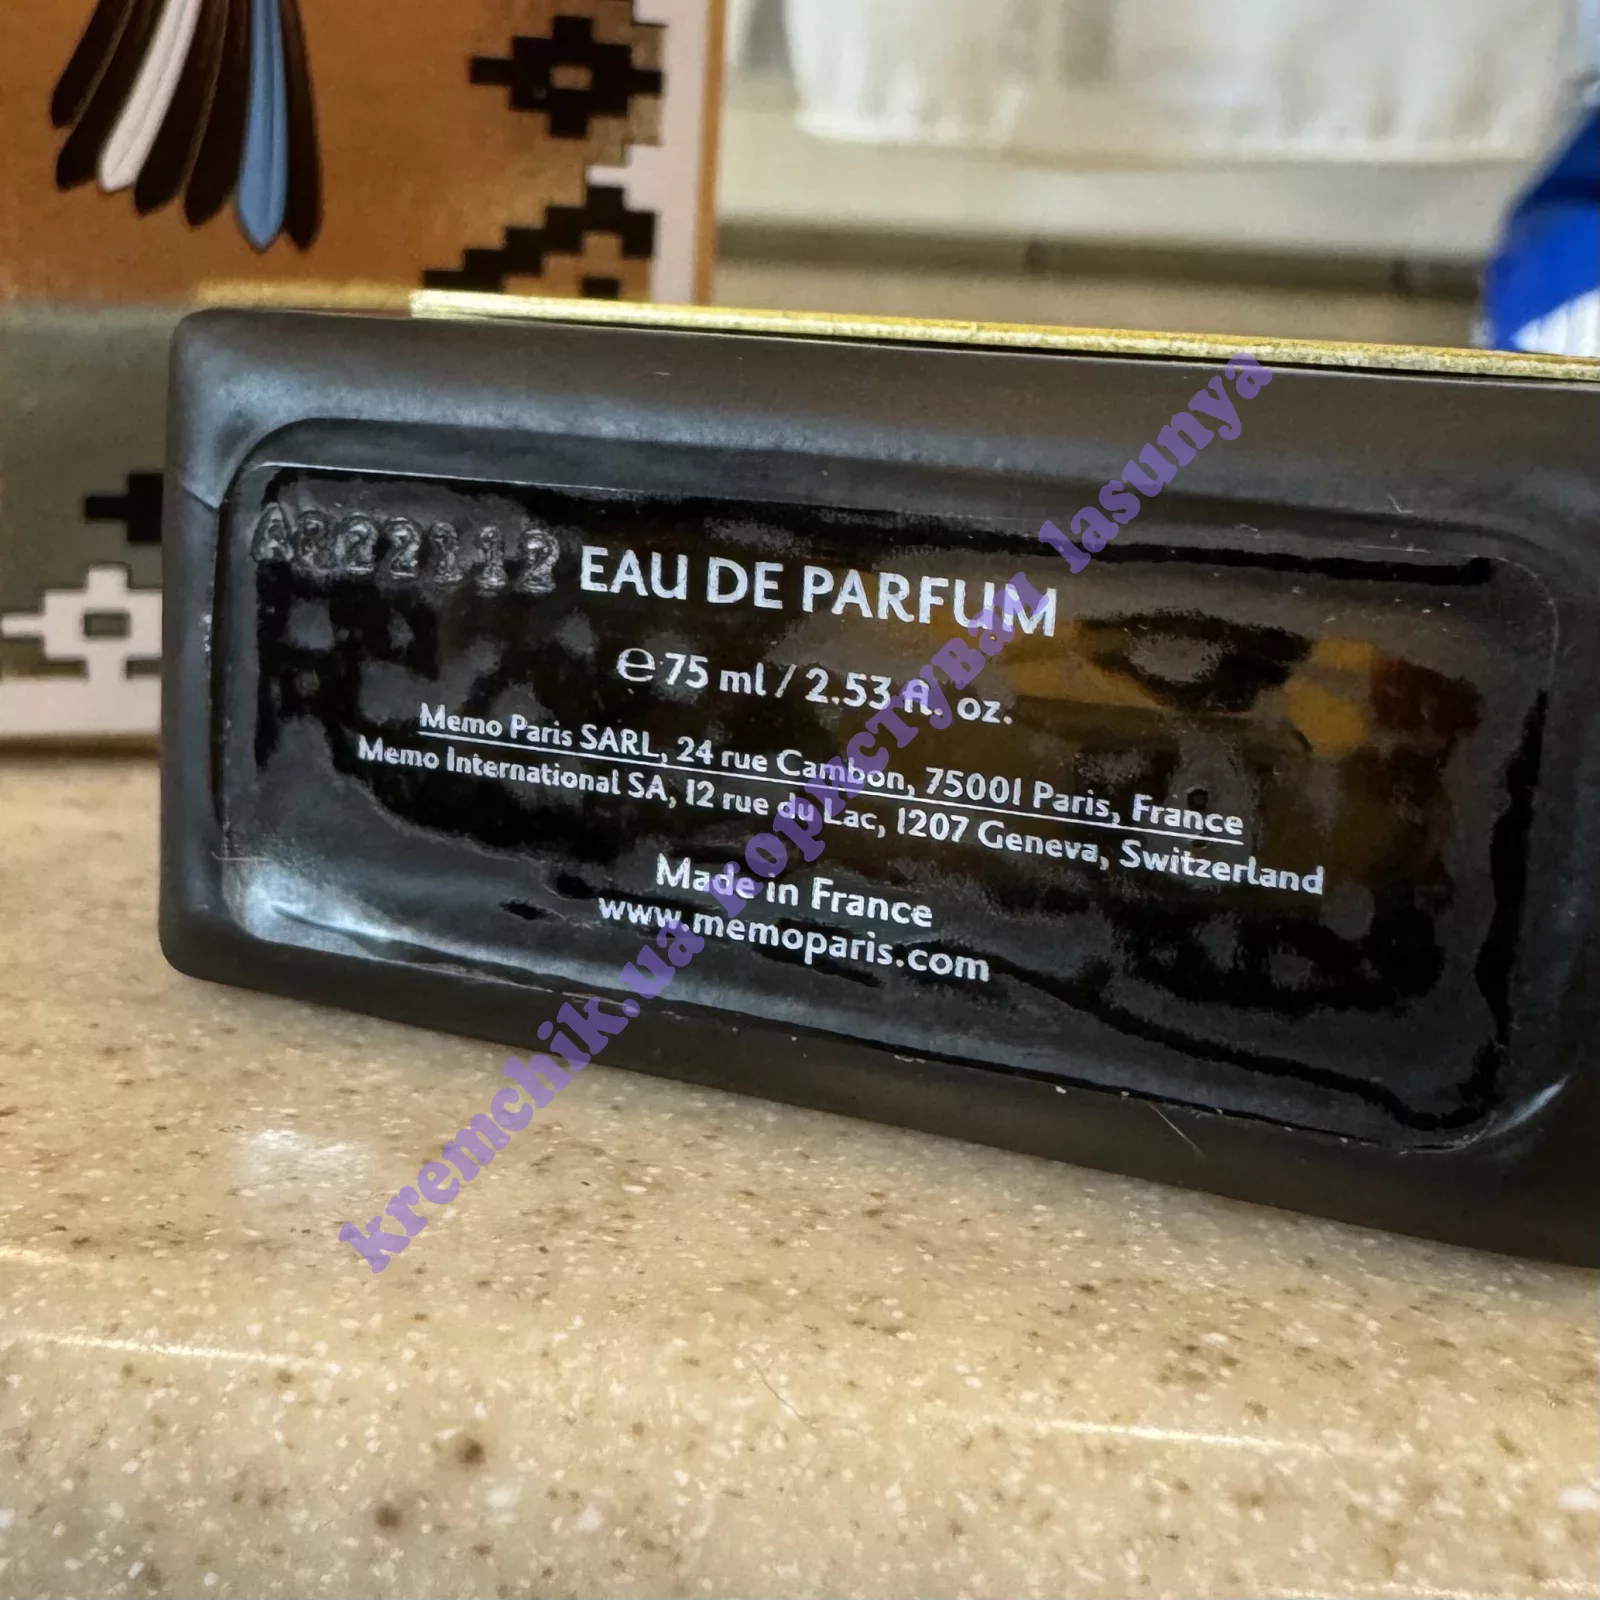 A322112
EAU DE PARFUM
℮ 75 ml / 2.53 fl. oz.
Memo Paris SARL, 24 rue Cambon, 75001 Paris, France
Memo International SA, 12 rue du Lac, 1207 Geneva, Switzerland
Made in France
www.memoparis.com
kremchik.ua користувач lasunya